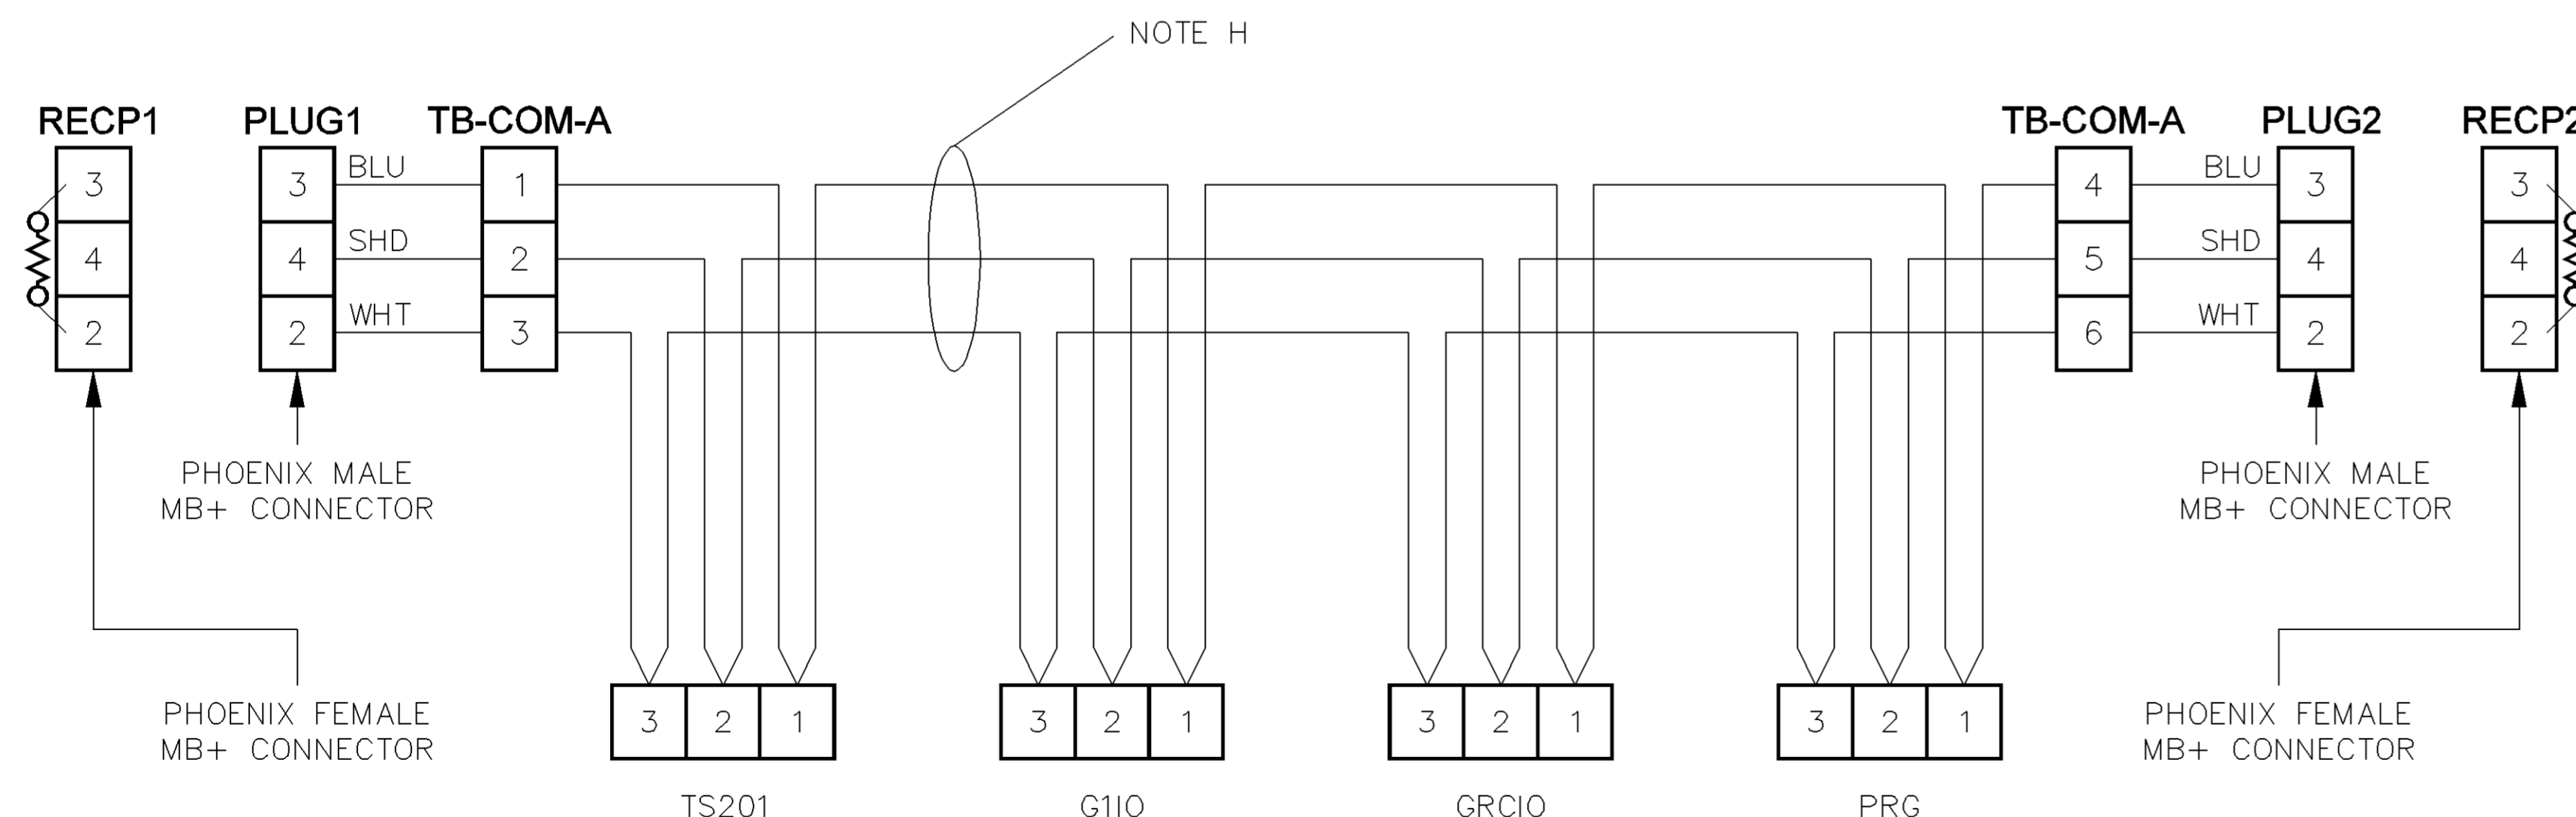 NOTE H
RECP1 PLUG1 TB-COM-A TB-COM-A PLUG2 RECP2
3 3 BLU 1 4 BLU 3 3
4 4 SHD 2 5 SHD 4 4
2 2 WHT 3 6 WHT 2 2
PHOENIX MALE
MB+ CONNECTOR
PHOENIX MALE
MB+ CONNECTOR
PHOENIX FEMALE
MB+ CONNECTOR
3 2 1 3 2 1 3 2 1 3 2 1
PHOENIX FEMALE
MB+ CONNECTOR
TS201 G1IO GRCIO PRG